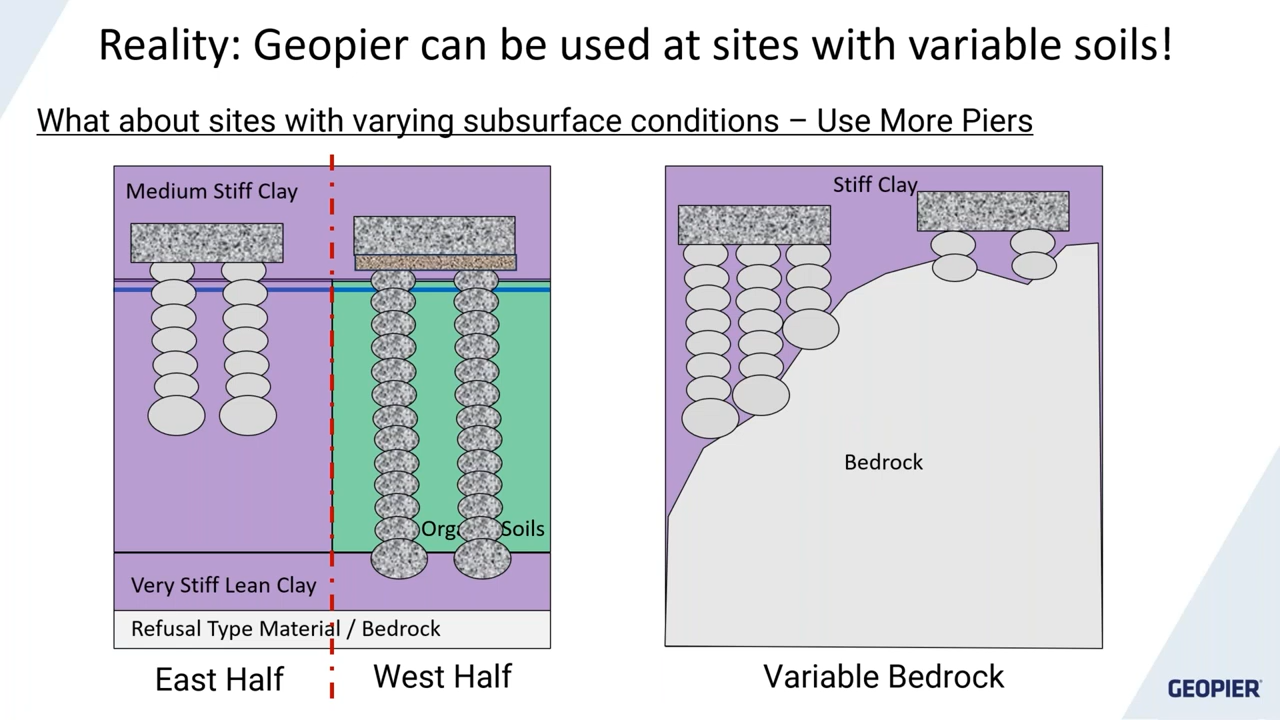 Reality: Geopier can be used at sites with variable soils!
What about sites with varying subsurface conditions – Use More Piers
Medium Stiff Clay
Soils
Very Stiff Lean Clay
Refusal Type Material / Bedrock
East Half
West Half
Stiff Clay
Bedrock
Variable Bedrock
GEOPIER